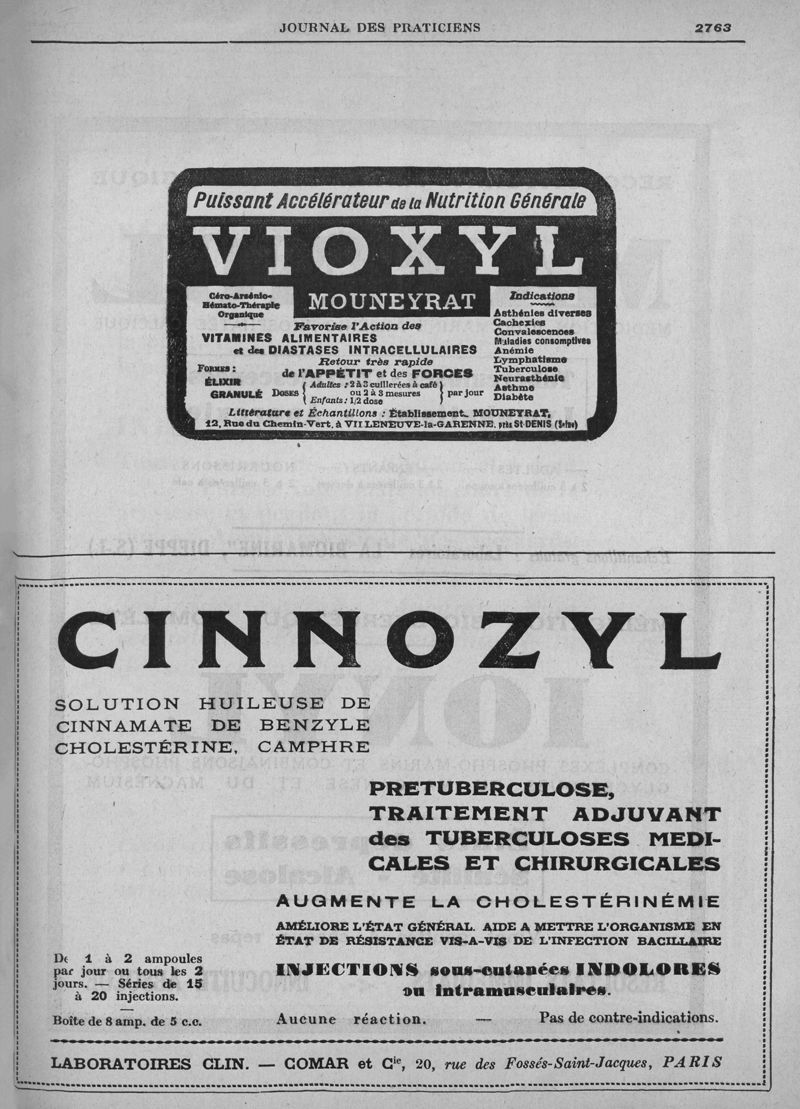 JOURNAL DES PRATICIENS 2763
Puissant Accélérateur de la Nutrition Générale
VIOXYL
MOUNEYRAT
Céro-Arsénio-
Hémato-Thérapie
Organique
Favorise l'Action des
VITAMINES ALIMENTAIRES
et des DIASTASES INTRACELLULAIRES
Retour très rapide
de l'APPÉTIT et des FORCES
FORMES :
ÉLIXIR
GRANULÉ
DOSES
Adultes : 2 à 3 cuillerées à café
ou 2 à 3 mesures
Enfants : 1/2 dose
par jour
Indications
Asthénies diverses
Cachexies
Convalescences
Maladies consomptives
Anémie
Lymphatisme
Tuberculose
Neurasthénie
Asthme
Diabète
Littérature et Échantillons : Établissement MOUNEYRAT,
12, Rue du Chemin-Vert, à VILLENEUVE-la-GARENNE, près St-DENIS (Seine)
CINNOZYL
SOLUTION HUILEUSE DE
CINNAMATE DE BENZYLE
CHOLESTÉRINE, CAMPHRE
PRETUBERCULOSE,
TRAITEMENT ADJUVANT
des TUBERCULOSES MEDI-
CALES ET CHIRURGICALES
AUGMENTE LA CHOLESTÉRINÉMIE
AMÉLIORE L'ÉTAT GÉNÉRAL. AIDE A METTRE L'ORGANISME EN
ÉTAT DE RÉSISTANCE VIS-A-VIS DE L'INFECTION BACILLAIRE
De 1 à 2 ampoules
par jour ou tous les 2
jours. — Séries de 15
à 20 injections.
Boîte de 8 amp. de 5 c.c.
INJECTIONS sous-cutanées INDOLORES
ou intramusculaires.
Aucune réaction. — Pas de contre-indications.
LABORATOIRES CLIN. — COMAR et Cie, 20, rue des Fossés-Saint-Jacques, PARIS